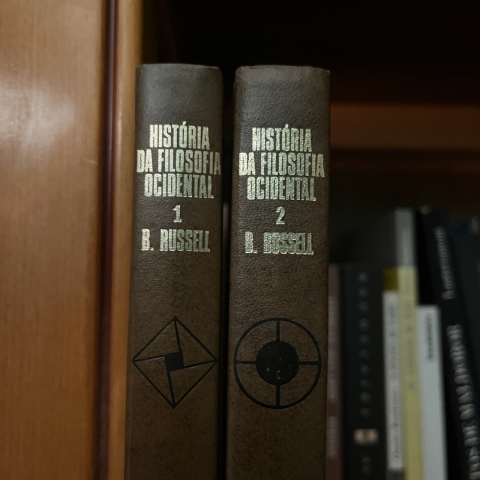 HISTÓRIA
DA FILOSOFIA
OCIDENTAL
1
B. RUSSELL
HISTÓRIA
DA FILOSOFIA
OCIDENTAL
2
B. RUSSELL